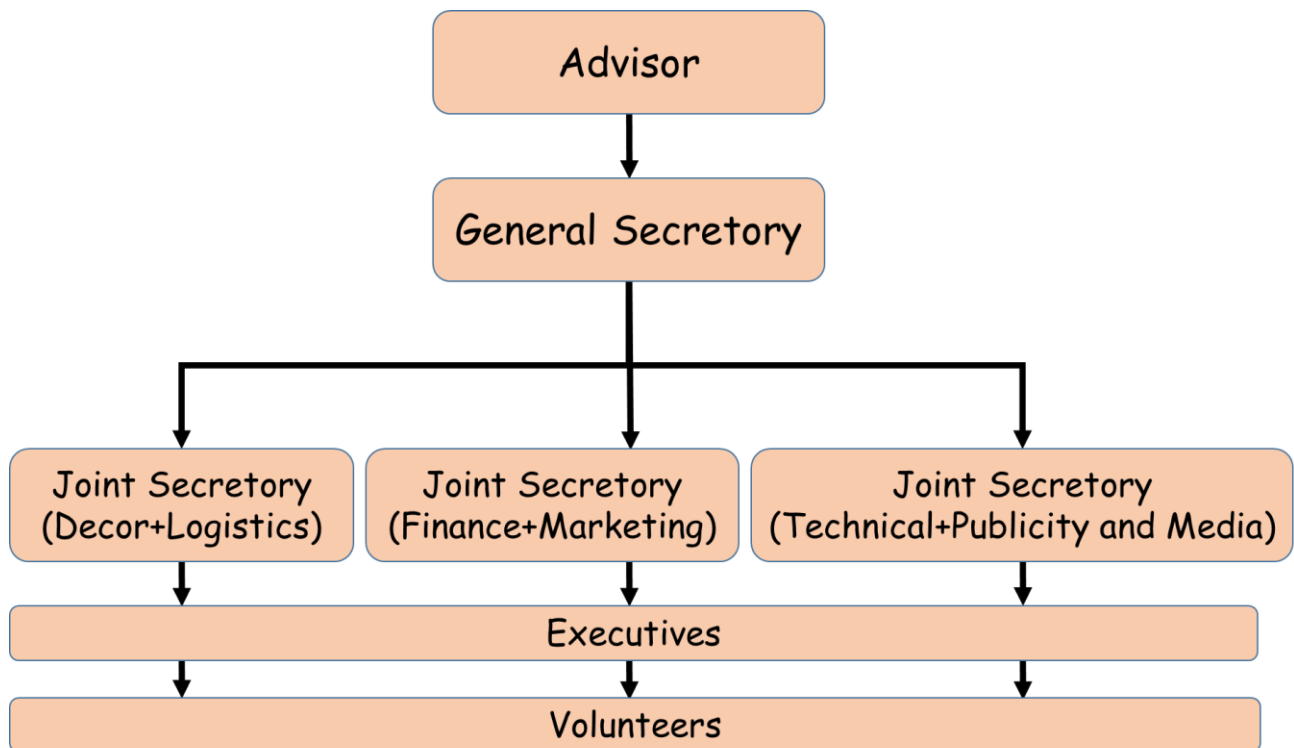 Advisor
General Secretory
Joint Secretory
(Decor+Logistics)
Joint Secretory
(Finance+Marketing)
Joint Secretory
(Technical+Publicity and Media)
Executives
Volunteers